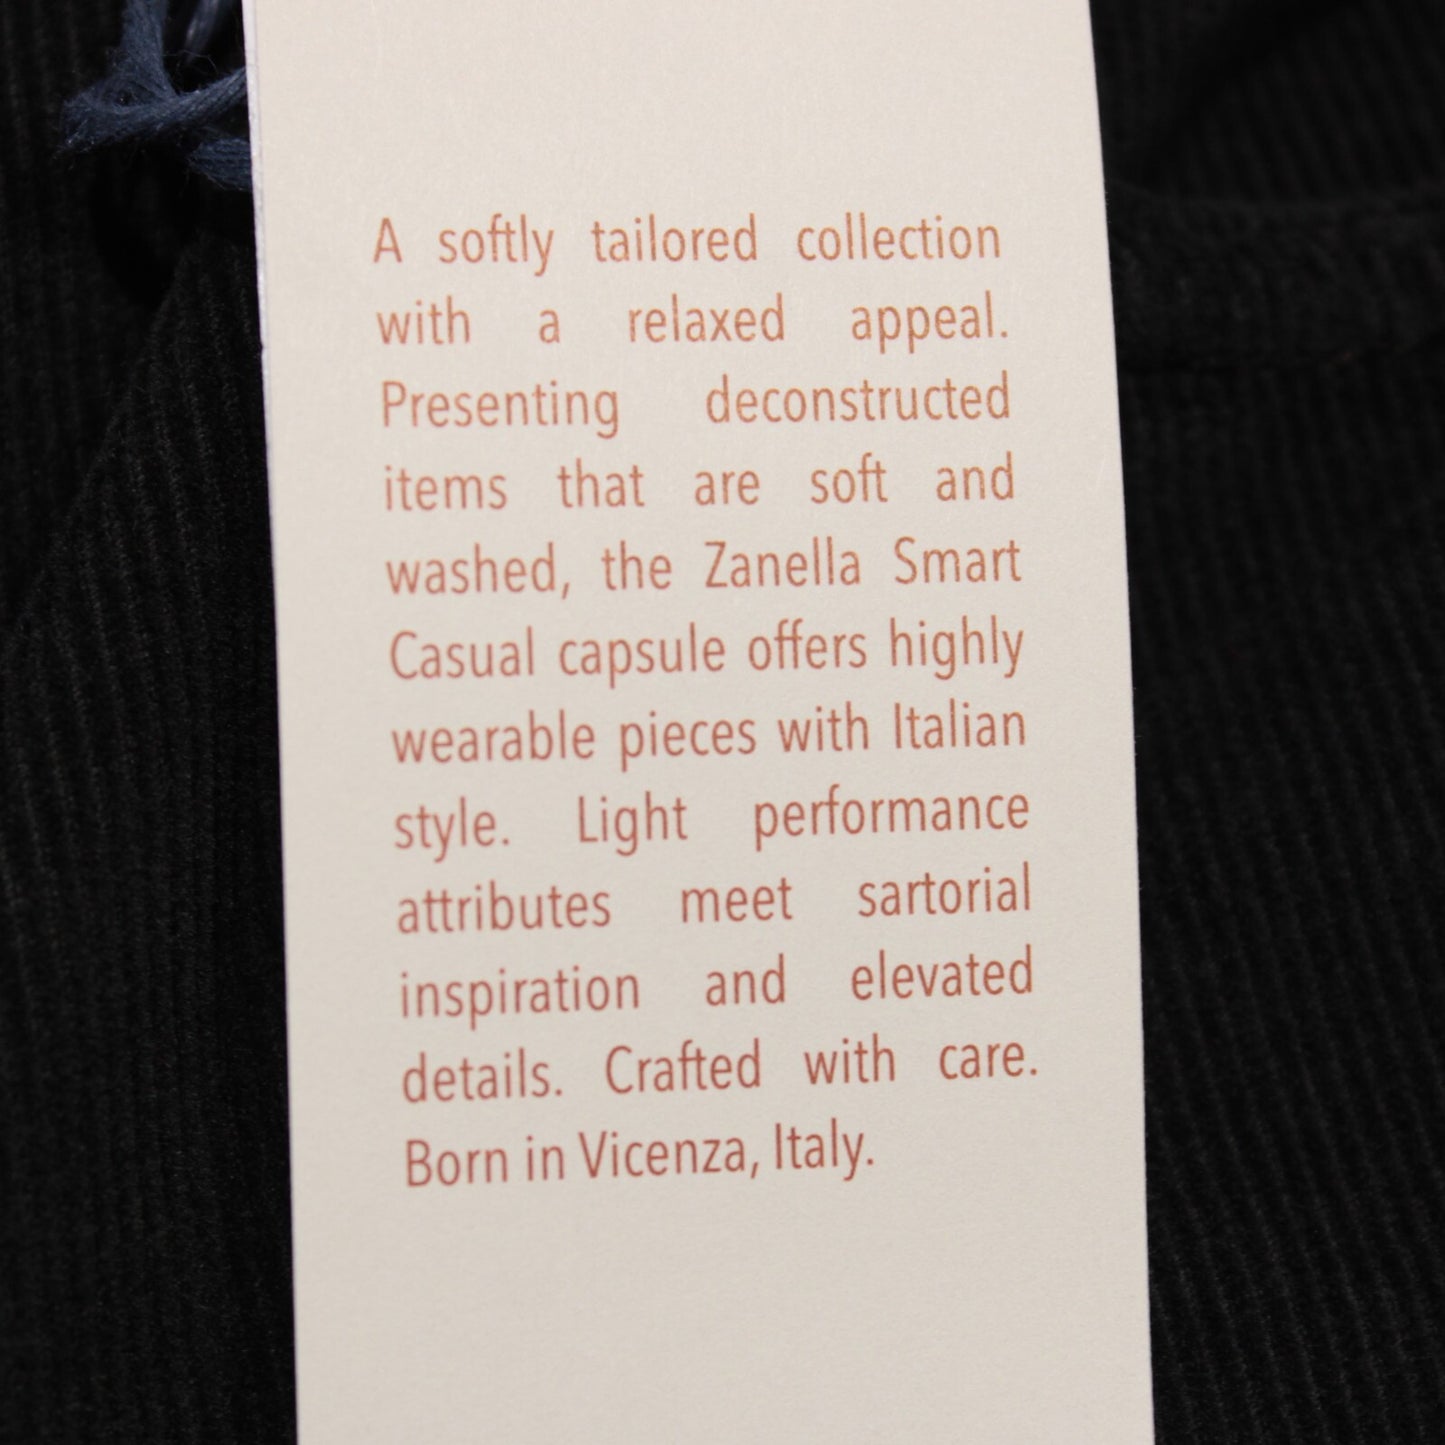 A softly tailored collection
with a relaxed appeal.
Presenting deconstructed
items that are soft and
washed, the Zanella Smart
Casual capsule offers highly
wearable pieces with Italian
style. Light performance
attributes meet sartorial
inspiration and elevated
details. Crafted with care.
Born in Vicenza, Italy.